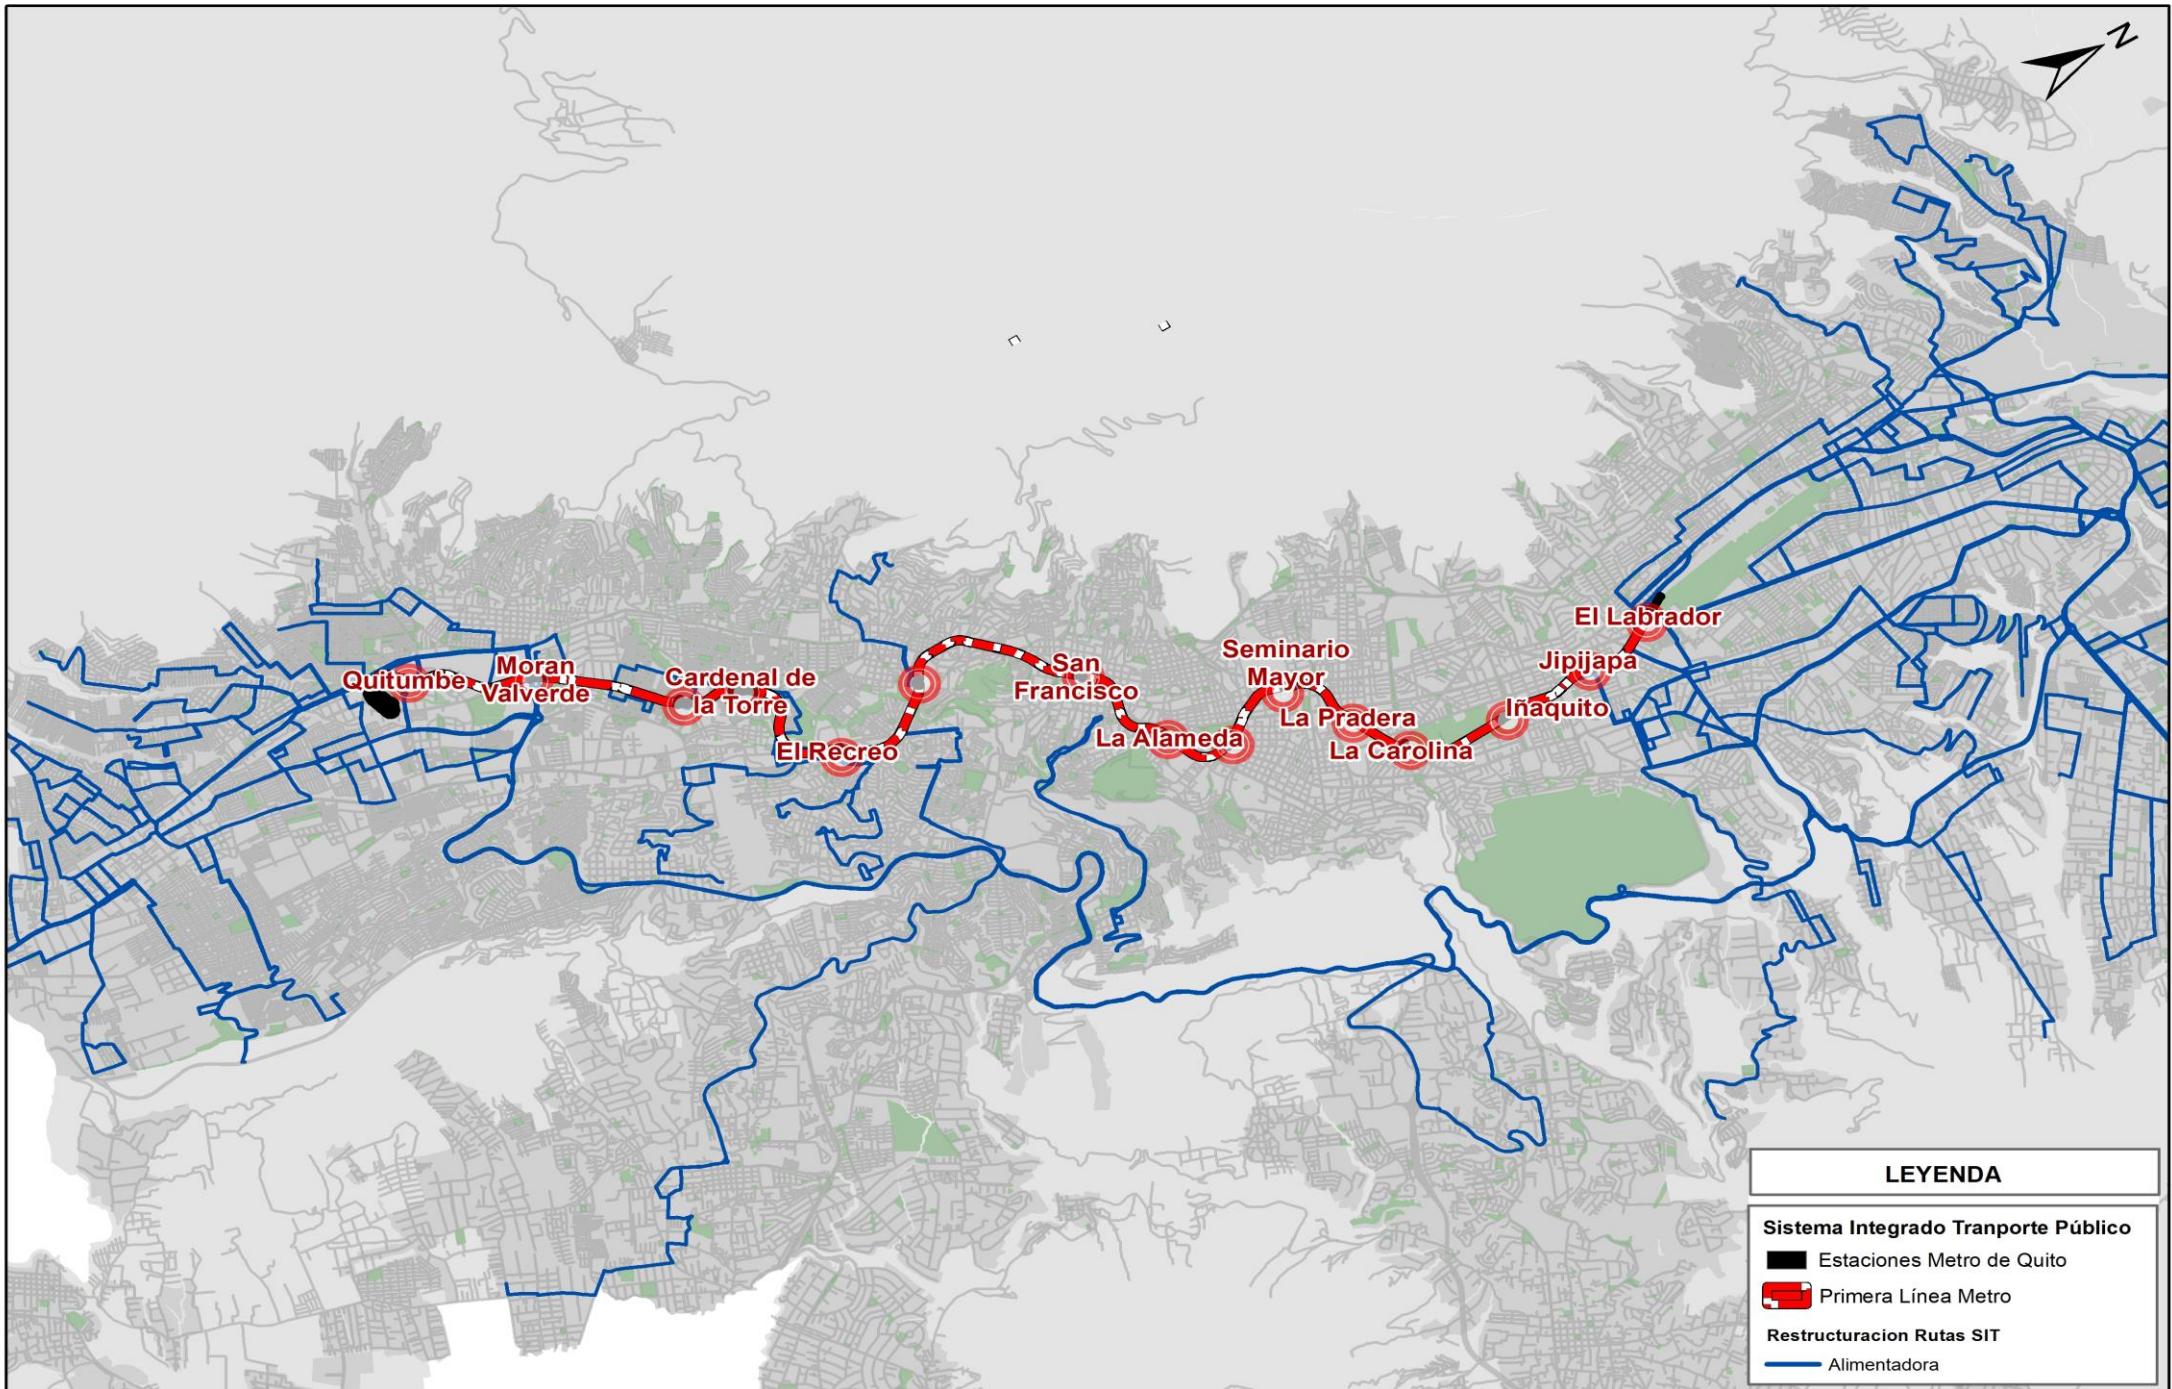 N
El Labrador
Seminario
Mayor
Jipijapa
Moran
Valverde
San
Francisco
Quitumbe
Cardenal de
la Torre
Iñaquito
La Pradera
La Alameda
El Recreo
La Carolina
LEYENDA
Sistema Integrado Tranporte Público
Estaciones Metro de Quito
Primera Línea Metro
Restructuracion Rutas SIT
Alimentadora